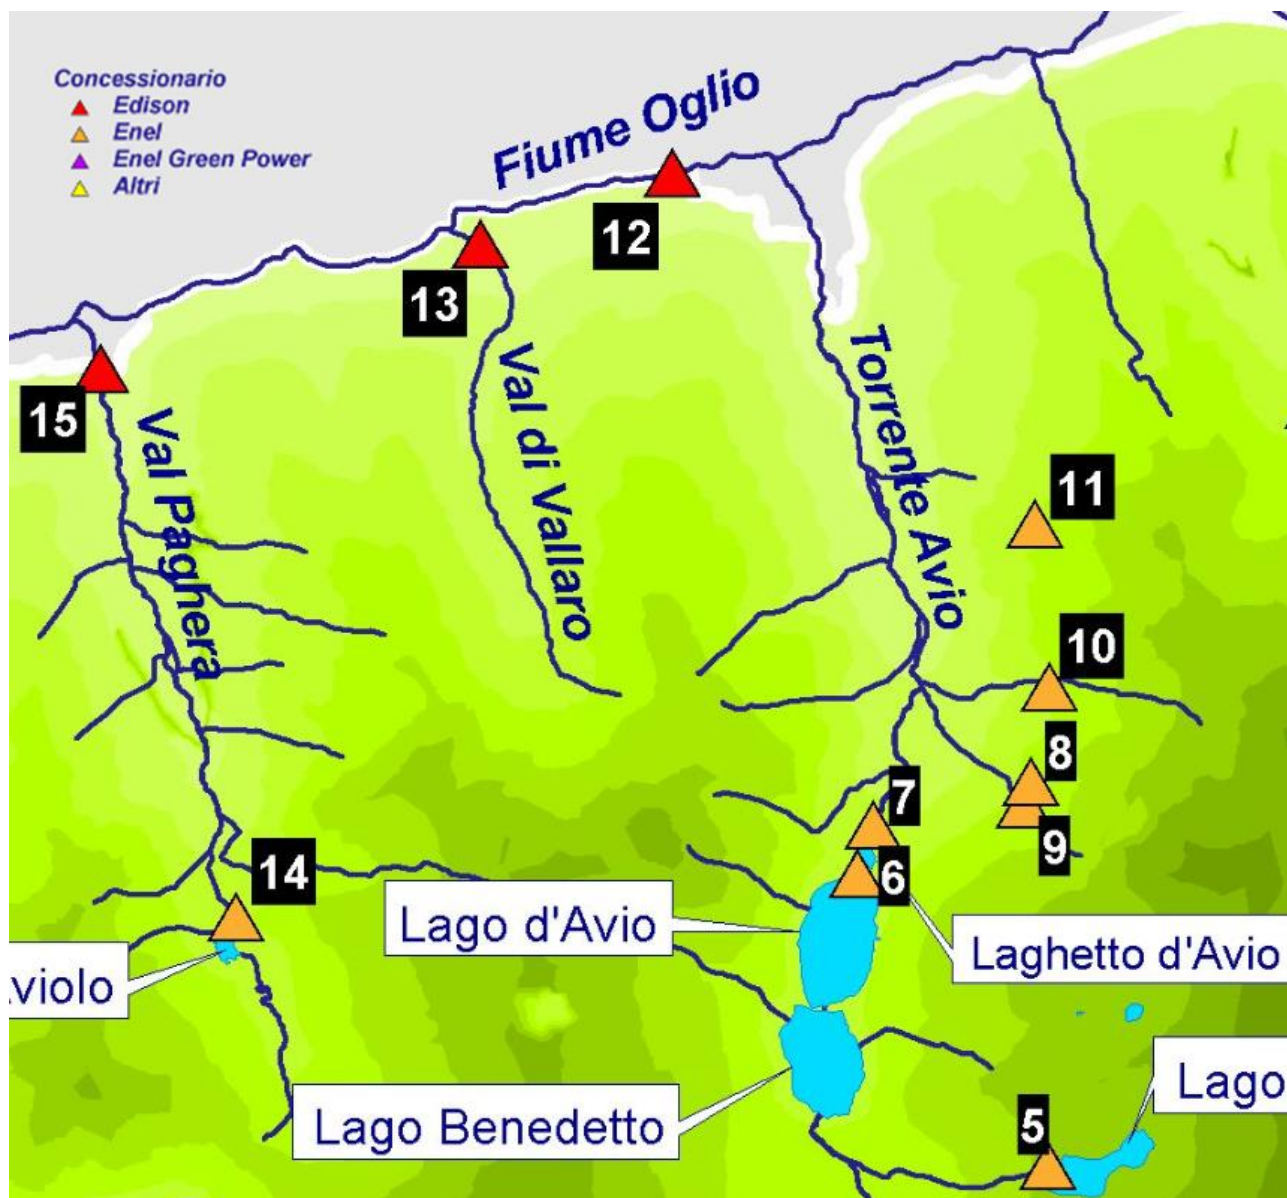 Concessionario
Edison
Enel
Enel Green Power
Altri
Fiume Oglio
12
13
15
Val Paghera
Val di Vallaro
Torrente Avio
11
10
8
7
9
6
14
Lago d'Avio
Laghetto d'Avio
violo
Lago Benedetto
Lago
5